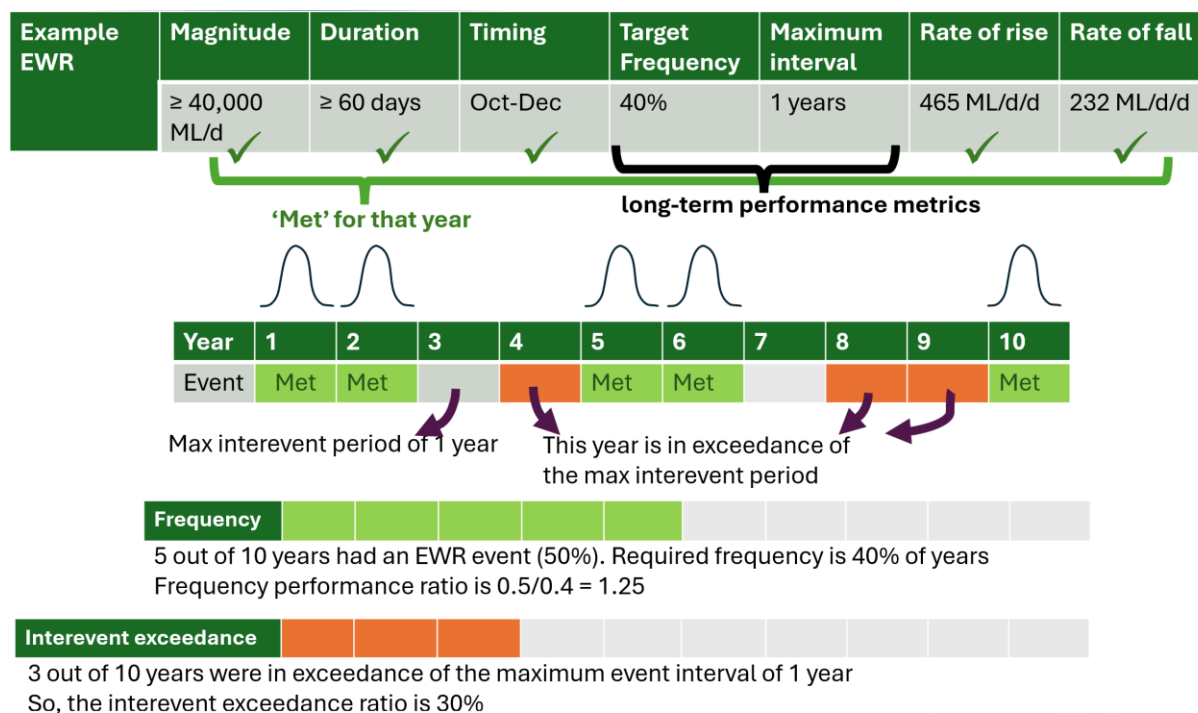 Example EWR
Magnitude
Duration
Timing
Target Frequency
Maximum interval
Rate of rise
Rate of fall
≥ 40,000 ML/d
≥ 60 days
Oct-Dec
40%
1 years
465 ML/d/d
232 ML/d/d
‘Met’ for that year
long-term performance metrics
Year 1 2 3 4 5 6 7 8 9 10
Event Met Met Met Met Met
Max interevent period of 1 year
This year is in exceedance of
the max interevent period
Frequency
5 out of 10 years had an EWR event (50%). Required frequency is 40% of years
Frequency performance ratio is 0.5/0.4 = 1.25
Interevent exceedance
3 out of 10 years were in exceedance of the maximum event interval of 1 year
So, the interevent exceedance ratio is 30%